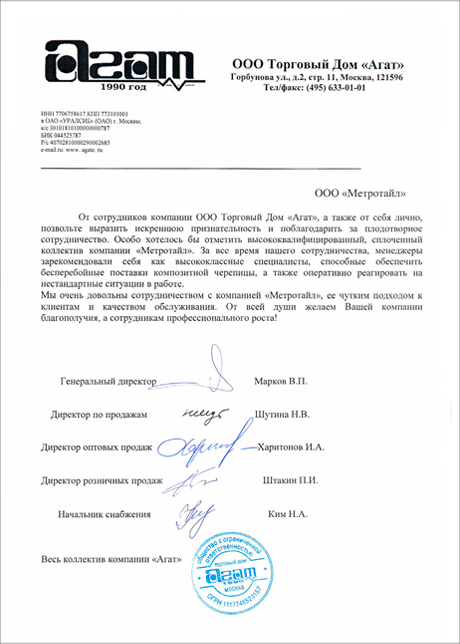 Агат
1990 год
ООО Торговый Дом «Агат»
Горбунова ул., д.2, стр. 11, Москва, 121596
Тел/факс: (495) 633-01-01
ИНН 7706758617 КПП 773101001
в ОАО «УРАЛСИБ» (ОАО) г. Москвы,
к/с 30101810100000000787
БИК 044525787
Р/с 40702810000290002685
e-mail.ru www. agate. ru
ООО «Метротайл»
От сотрудников компании ООО Торговый Дом «Агат», а также от себя лично,
позвольте выразить искреннюю признательность и поблагодарить за плодотворное
сотрудничество. Особо хотелось бы отметить высококвалифицированный, сплоченный
коллектив компании «Метротайл». За все время нашего сотрудничества, менеджеры
зарекомендовали себя как высококлассные специалисты, способные обеспечить
бесперебойные поставки композитной черепицы, а также оперативно реагировать на
нестандартные ситуации в работе.
Мы очень довольны сотрудничеством с компанией «Метротайл», ее чутким подходом к
клиентам и качеством обслуживания. От всей души желаем Вашей компании
благополучия, а сотрудникам профессионального роста!
Генеральный директор Марков В.П.
Директор по продажам Шутина Н.В.
Директор оптовых продаж Харитонов И.А.
Директор розничных продаж Штакин П.И.
Начальник снабжения Ким Н.А.
Весь коллектив компании «Агат»
общество с ограниченной
ответственностью
торговый дом
Агат
МОСКВА
ОГРН 1117746523157